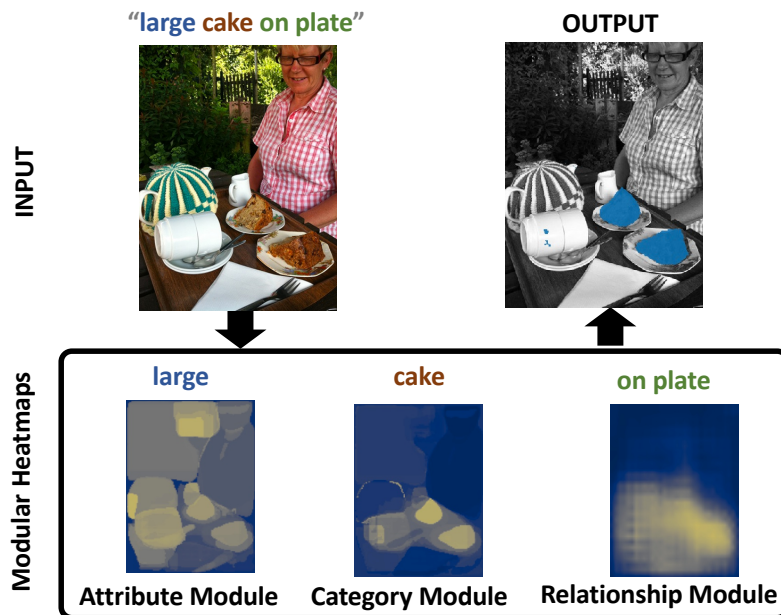 “large cake on plate”
OUTPUT
INPUT
Modular Heatmaps
large
cake
on plate
Attribute Module
Category Module
Relationship Module